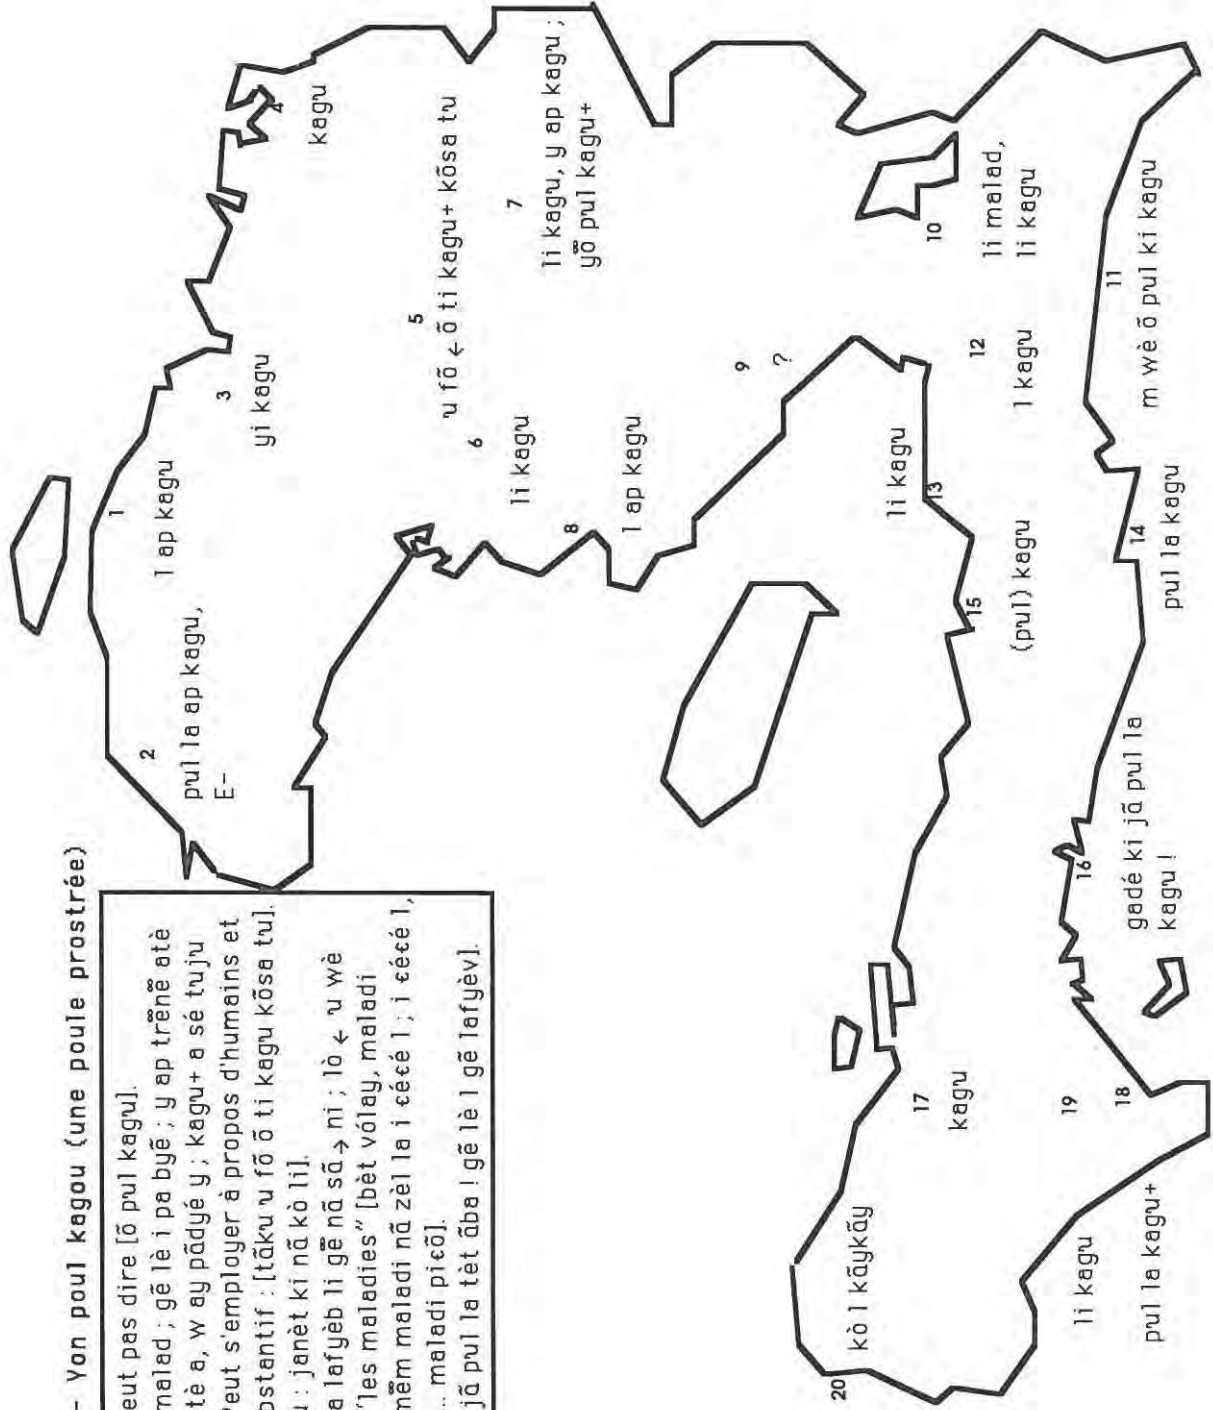 - Yon poul kagou (une poule prostrée)
eut pas dire [õ pul kagu].
malad ; gẽ lè i pa byẽ ; y ap trẽnẽ atè
tè a, w ay pãdyé y ; kagu+ a sé tuju
Peut s'employer à propos d'humains et
ostantif : [tãku u fõ õ ti kagu kõsa tu].
u : janèt ki nã kò li].
a lafyèb li gẽ nã sã → ni ; lò ← u wè
"les maladies" [bèt vólay, maladi
mẽm maladi nã zèl la i ɛéɛé l ; i ɛéɛé l,
... maladi piɛõ].
jã pul la tèt ãba ! gẽ lè l gẽ lafyèv].
1
l ap kagu
2
pul la ap kagu,
E-
3
yi kagu
4
kagu
5
u fõ ← õ ti kagu+ kõsa tu
6
li kagu
7
li kagu, y ap kagu ;
yõ pul kagu+
8
l ap kagu
9
?
10
li malad,
li kagu
11
m wè õ pul ki kagu
12
l kagu
13
li kagu
14
pul la kagu
15
(pul) kagu
16
gadé ki jã pul la
kagu !
17
kagu
18
pul la kagu+
19
li kagu
20
kò l kãykãy